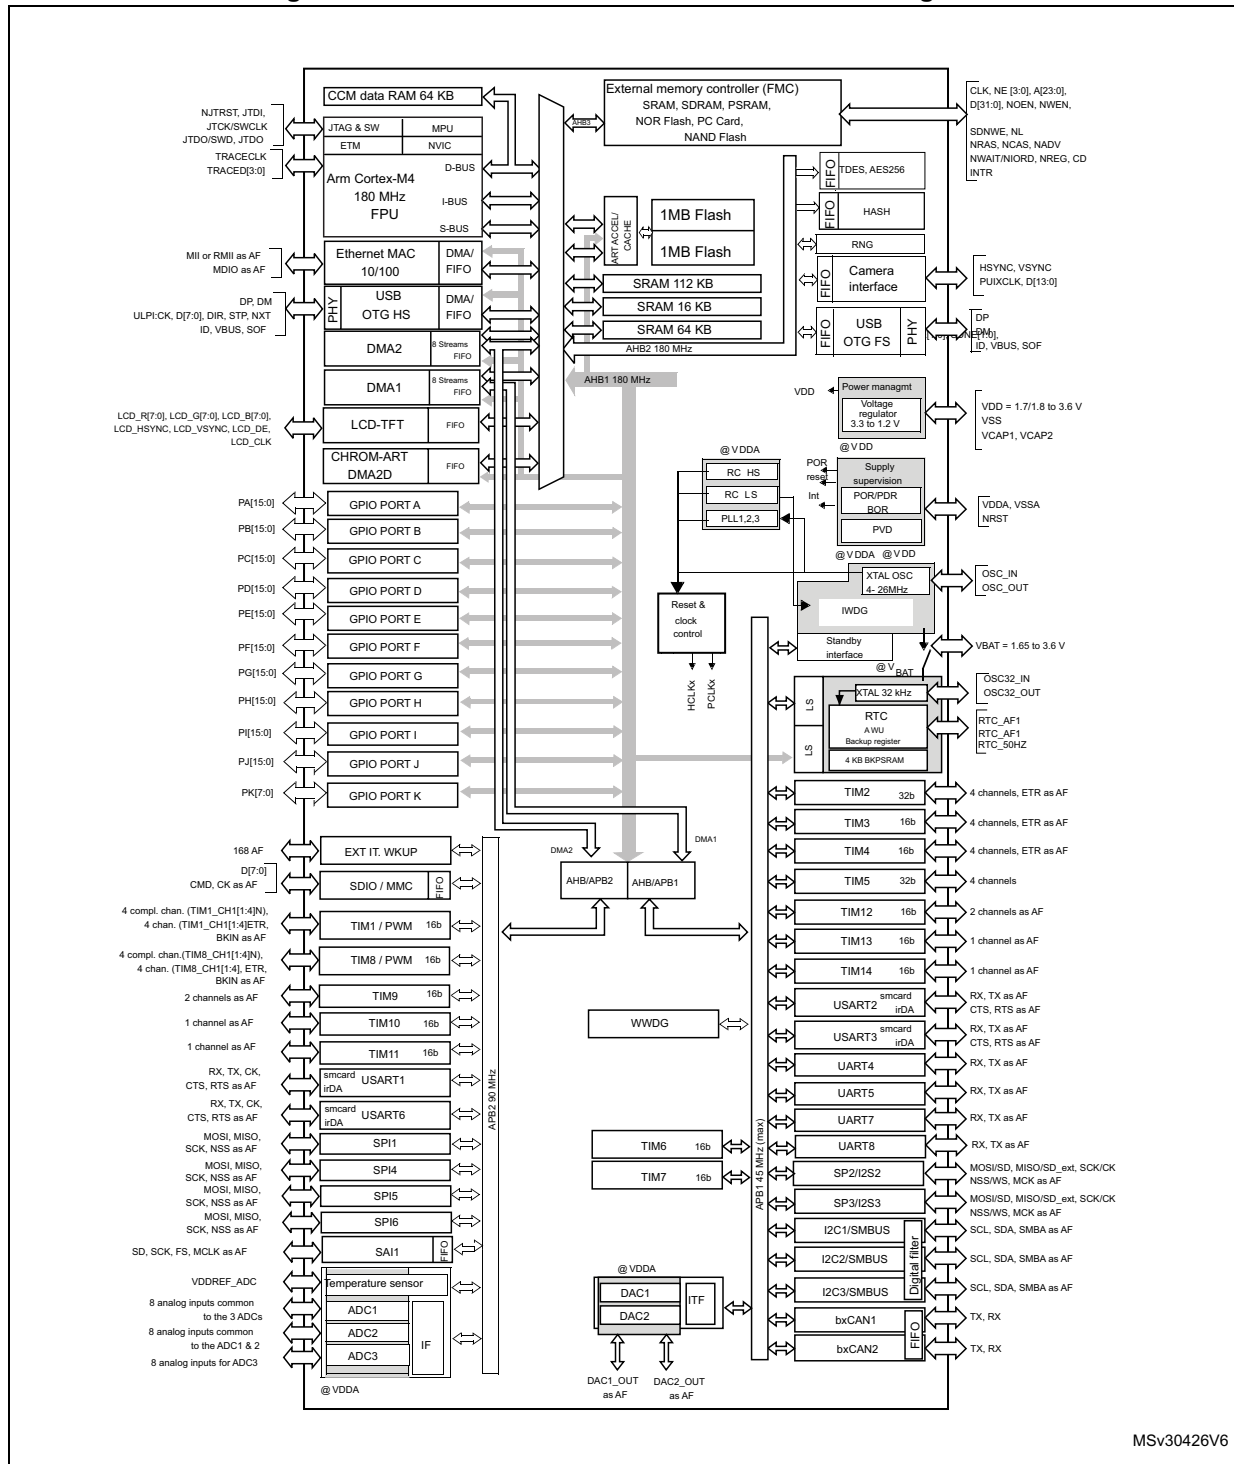 CCM data RAM 64 KB
External memory controller (FMC)
SRAM, SDRAM, PSRAM,
NOR Flash, PC Card,
NAND Flash
AHB3
CLK, NE [3:0], A[23:0],
D[31:0], NOEN, NWEN,
SDNWE, NL
NRAS, NCAS, NADV
NWAIT/NIORD, NREG, CD
INTR
NJTRST, JTDI,
JTCK/SWCLK
JTDO/SWD, JTDO
TRACECLK
TRACED[3:0]
JTAG & SW
MPU
ETM
NVIC
D-BUS
Arm Cortex-M4
180 MHz
FPU
I-BUS
S-BUS
ART ACCEL/
CACHE
1MB Flash
1MB Flash
SRAM 112 KB
SRAM 16 KB
SRAM 64 KB
AHB2 180 MHz
AHB1 180 MHz
FIFO
TDES, AES256
FIFO
HASH
RNG
FIFO
Camera
interface
HSYNC, VSYNC
PUIXCLK, D[13:0]
FIFO
USB
OTG FS
PHY
DP
DM
ID, VBUS, SOF
MII or RMII as AF
MDIO as AF
Ethernet MAC
10/100
DMA/
FIFO
DP, DM
ULPI:CK, D[7:0], DIR, STP, NXT
ID, VBUS, SOF
PHY
USB
OTG HS
DMA/
FIFO
DMA2
8 Streams
FIFO
DMA1
8 Streams
FIFO
LCD_R[7:0], LCD_G[7:0], LCD_B[7:0],
LCD_HSYNC, LCD_VSYNC, LCD_DE,
LCD_CLK
LCD-TFT
FIFO
CHROM-ART
DMA2D
FIFO
VDD
Power managmt
Voltage
regulator
3.3 to 1.2 V
VDD = 1.7/1.8 to 3.6 V
VSS
VCAP1, VCAP2
@VDD
@VDDA
RC HS
RC LS
PLL1,2,3
POR
reset
Int
Supply
supervision
POR/PDR
BOR
PVD
VDDA, VSSA
NRST
@VDDA
@VDD
XTAL OSC
4- 26MHz
OSC_IN
OSC_OUT
IWDG
Standby
interface
VBAT = 1.65 to 3.6 V
@VBAT
Reset &
clock
control
HCLKx
PCLKx
LS
LS
XTAL 32 kHz
OSC32_IN
OSC32_OUT
RTC
AWU
Backup register
4 KB BKPSRAM
RTC_AF1
RTC_AF1
RTC_50HZ
PA[15:0]
GPIO PORT A
PB[15:0]
GPIO PORT B
PC[15:0]
GPIO PORT C
PD[15:0]
GPIO PORT D
PE[15:0]
GPIO PORT E
PF[15:0]
GPIO PORT F
PG[15:0]
GPIO PORT G
PH[15:0]
GPIO PORT H
PI[15:0]
GPIO PORT I
PJ[15:0]
GPIO PORT J
PK[7:0]
GPIO PORT K
DMA2
DMA1
AHB/APB2
AHB/APB1
168 AF
EXT IT. WKUP
D[7:0]
CMD, CK as AF
SDIO / MMC
FIFO
4 compl. chan. (TIM1_CH1[1:4]N),
4 chan. (TIM1_CH1[1:4]ETR,
BKIN as AF
TIM1 / PWM
16b
4 compl. chan.(TIM8_CH1[1:4]N),
4 chan. (TIM8_CH1[1:4], ETR,
BKIN as AF
TIM8 / PWM
16b
2 channels as AF
TIM9
16b
1 channel as AF
TIM10
16b
1 channel as AF
TIM11
16b
RX, TX, CK,
CTS, RTS as AF
smcard
irDA
USART1
RX, TX, CK,
CTS, RTS as AF
smcard
irDA
USART6
MOSI, MISO,
SCK, NSS as AF
SPI1
MOSI, MISO,
SCK, NSS as AF
SPI4
MOSI, MISO,
SCK, NSS as AF
SPI5
MOSI, MISO,
SCK, NSS as AF
SPI6
SD, SCK, FS, MCLK as AF
SAI1
FIFO
VDDREF_ADC
Temperature sensor
8 analog inputs common
to the 3 ADCs
ADC1
8 analog inputs common
to the ADC1 & 2
ADC2
8 analog inputs for ADC3
ADC3
IF
@VDDA
APB2 90 MHz
WWDG
TIM6
16b
TIM7
16b
@VDDA
DAC1
DAC2
ITF
DAC1_OUT
as AF
DAC2_OUT
as AF
APB1 45 MHz (max)
TIM2
32b
4 channels, ETR as AF
TIM3
16b
4 channels, ETR as AF
TIM4
16b
4 channels, ETR as AF
TIM5
32b
4 channels
TIM12
16b
2 channels as AF
TIM13
16b
1 channel as AF
TIM14
16b
1 channel as AF
USART2
smcard
irDA
RX, TX as AF
CTS, RTS as AF
USART3
smcard
irDA
RX, TX as AF
CTS, RTS as AF
UART4
RX, TX as AF
UART5
RX, TX as AF
UART7
RX, TX as AF
UART8
RX, TX as AF
SP2/I2S2
MOSI/SD, MISO/SD_ext, SCK/CK
NSS/WS, MCK as AF
SP3/I2S3
MOSI/SD, MISO/SD_ext, SCK/CK
NSS/WS, MCK as AF
I2C1/SMBUS
SCL, SDA, SMBA as AF
I2C2/SMBUS
SCL, SDA, SMBA as AF
I2C3/SMBUS
SCL, SDA, SMBA as AF
Digital filter
bxCAN1
TX, RX
bxCAN2
TX, RX
FIFO
MSv30426V6